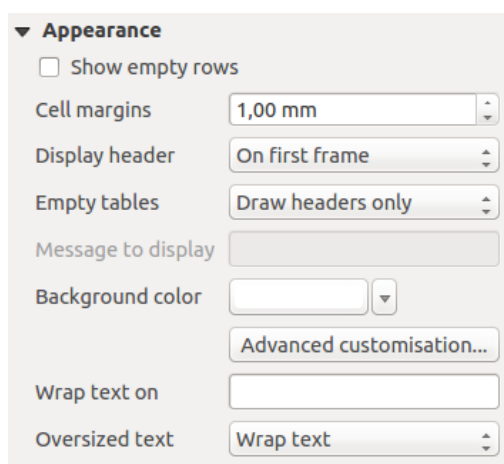 Appearance
Show empty rows
Cell margins 1,00 mm
Display header On first frame
Empty tables Draw headers only
Message to display
Background color
Advanced customisation...
Wrap text on
Oversized text Wrap text